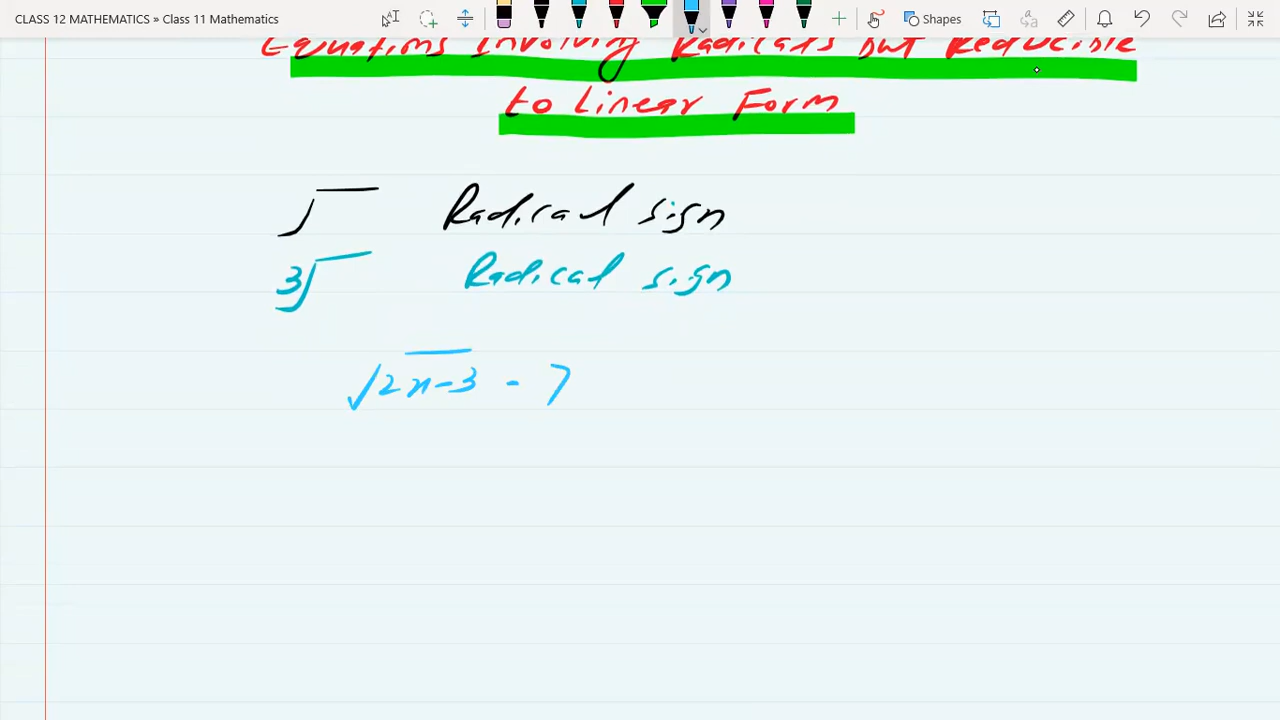 CLASS 12 MATHEMATICS » Class 11 Mathematics
Shapes
Equations Involving Radicals but Reducible
to Linear Form
√ Radical sign
3√ Radical sign
√2x-3 - 7